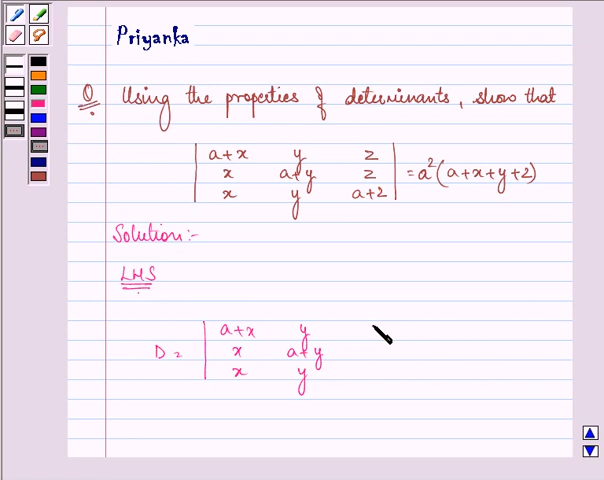 Priyanka
Q Using the properties of determinants, show that
| a+x y z |
| x a+y z | = a²(a+x+y+z)
| x y a+z |
Solution:-
LHS
| a+x y
D = | x a+y
| x y